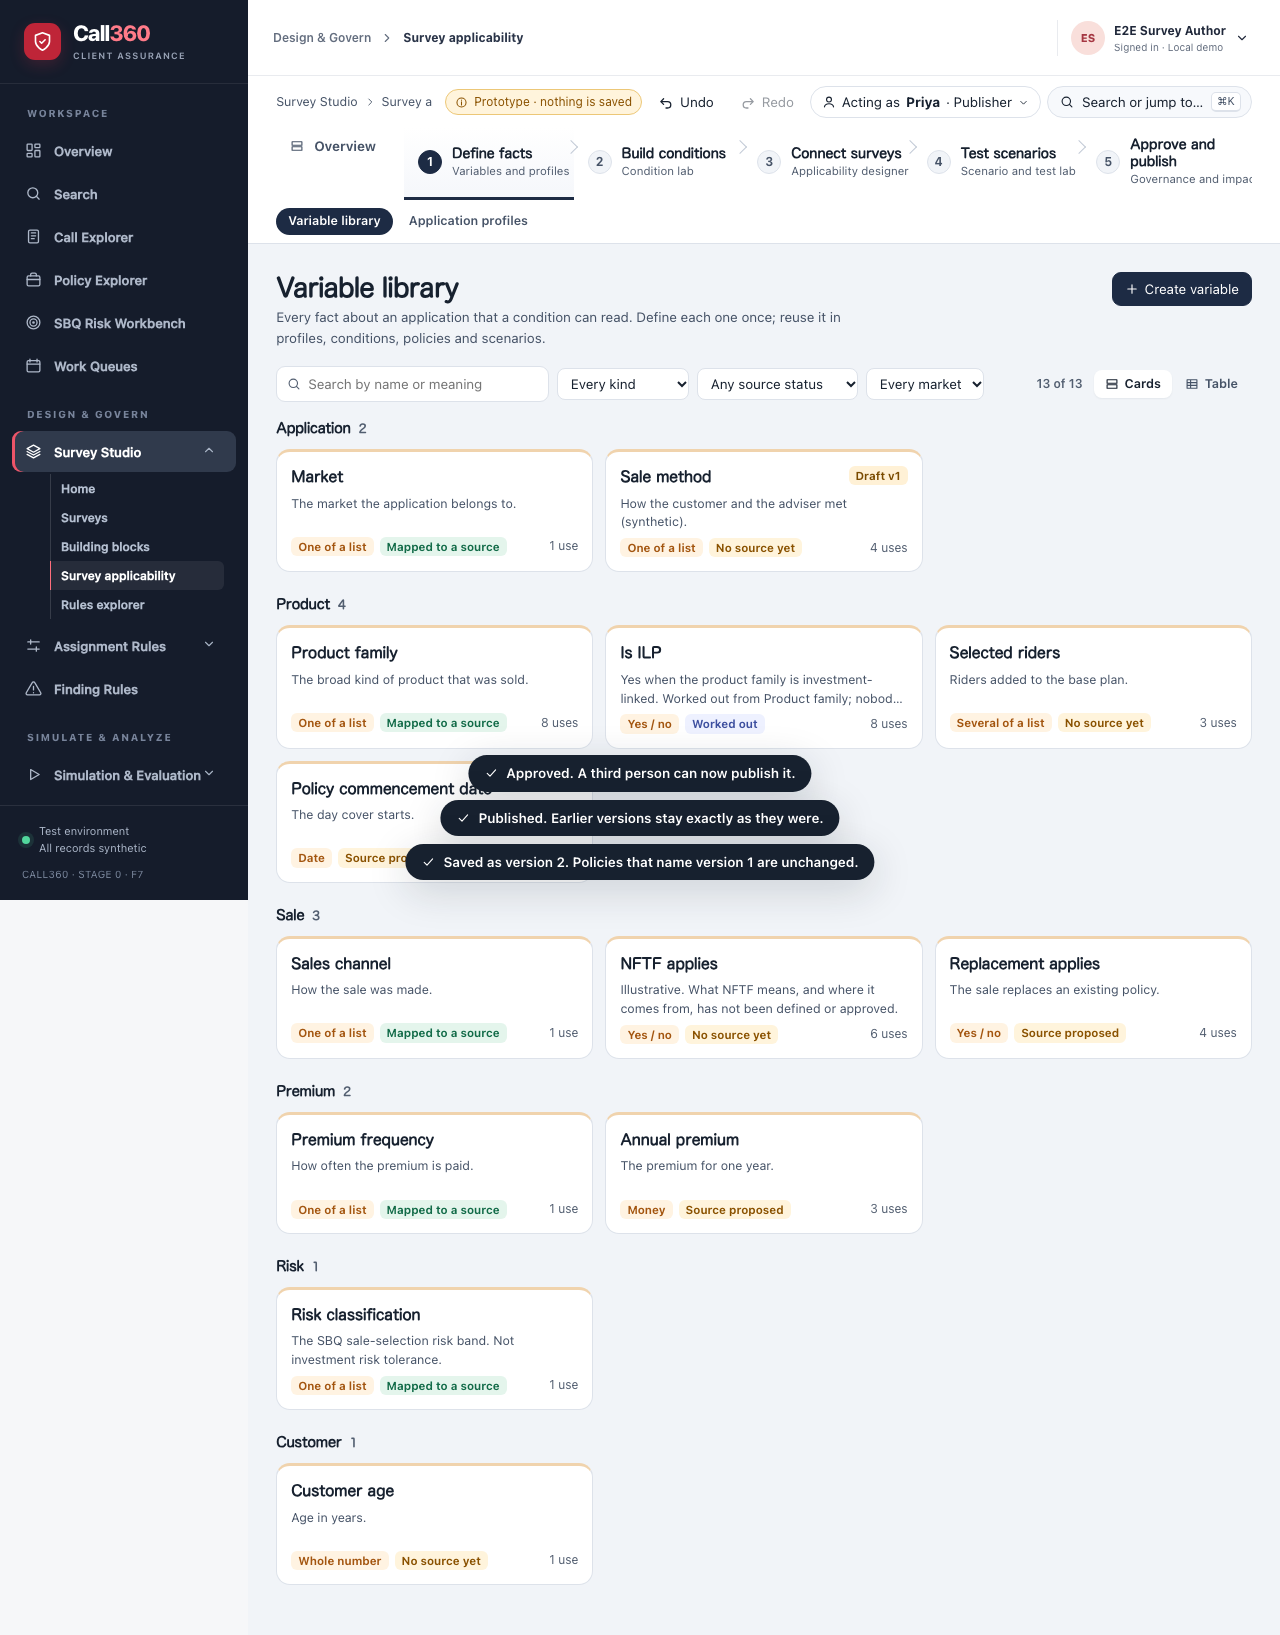 Call360
CLIENT ASSURANCE
WORKSPACE
Overview
Search
Call Explorer
Policy Explorer
SBQ Risk Workbench
Work Queues
DESIGN & GOVERN
Survey Studio
Home
Surveys
Building blocks
Survey applicability
Rules explorer
Assignment Rules
Finding Rules
SIMULATE & ANALYZE
Simulation & Evaluation
Test environment
All records synthetic
CALL360 · STAGE 0 · F7
Design & Govern > Survey applicability
ES
E2E Survey Author
Signed in · Local demo
Survey Studio > Survey a
Prototype · nothing is saved
Undo
Redo
Acting as Priya · Publisher
Search or jump to... ⌘K
Overview
1 Define facts
Variables and profiles
2 Build conditions
Condition lab
3 Connect surveys
Applicability designer
4 Test scenarios
Scenario and test lab
5 Approve and publish
Governance and impac
Variable library
Application profiles
Variable library
+ Create variable
Every fact about an application that a condition can read. Define each one once; reuse it in
profiles, conditions, policies and scenarios.
Search by name or meaning
Every kind
Any source status
Every market
13 of 13
Cards
Table
Application 2
Market
The market the application belongs to.
One of a list
Mapped to a source
1 use
Sale method
Draft v1
How the customer and the adviser met
(synthetic).
One of a list
No source yet
4 uses
Product 4
Product family
The broad kind of product that was sold.
One of a list
Mapped to a source
8 uses
Is ILP
Yes when the product family is investment-
linked. Worked out from Product family; nobod...
Yes / no
Worked out
8 uses
Selected riders
Riders added to the base plan.
Several of a list
No source yet
3 uses
Policy commencement date
The day cover starts.
Date
Source pro
Approved. A third person can now publish it.
Published. Earlier versions stay exactly as they were.
Saved as version 2. Policies that name version 1 are unchanged.
Sale 3
Sales channel
How the sale was made.
One of a list
Mapped to a source
1 use
NFTF applies
Illustrative. What NFTF means, and where it
comes from, has not been defined or approved.
Yes / no
No source yet
6 uses
Replacement applies
The sale replaces an existing policy.
Yes / no
Source proposed
4 uses
Premium 2
Premium frequency
How often the premium is paid.
One of a list
Mapped to a source
1 use
Annual premium
The premium for one year.
Money
Source proposed
3 uses
Risk 1
Risk classification
The SBQ sale-selection risk band. Not
investment risk tolerance.
One of a list
Mapped to a source
1 use
Customer 1
Customer age
Age in years.
Whole number
No source yet
1 use